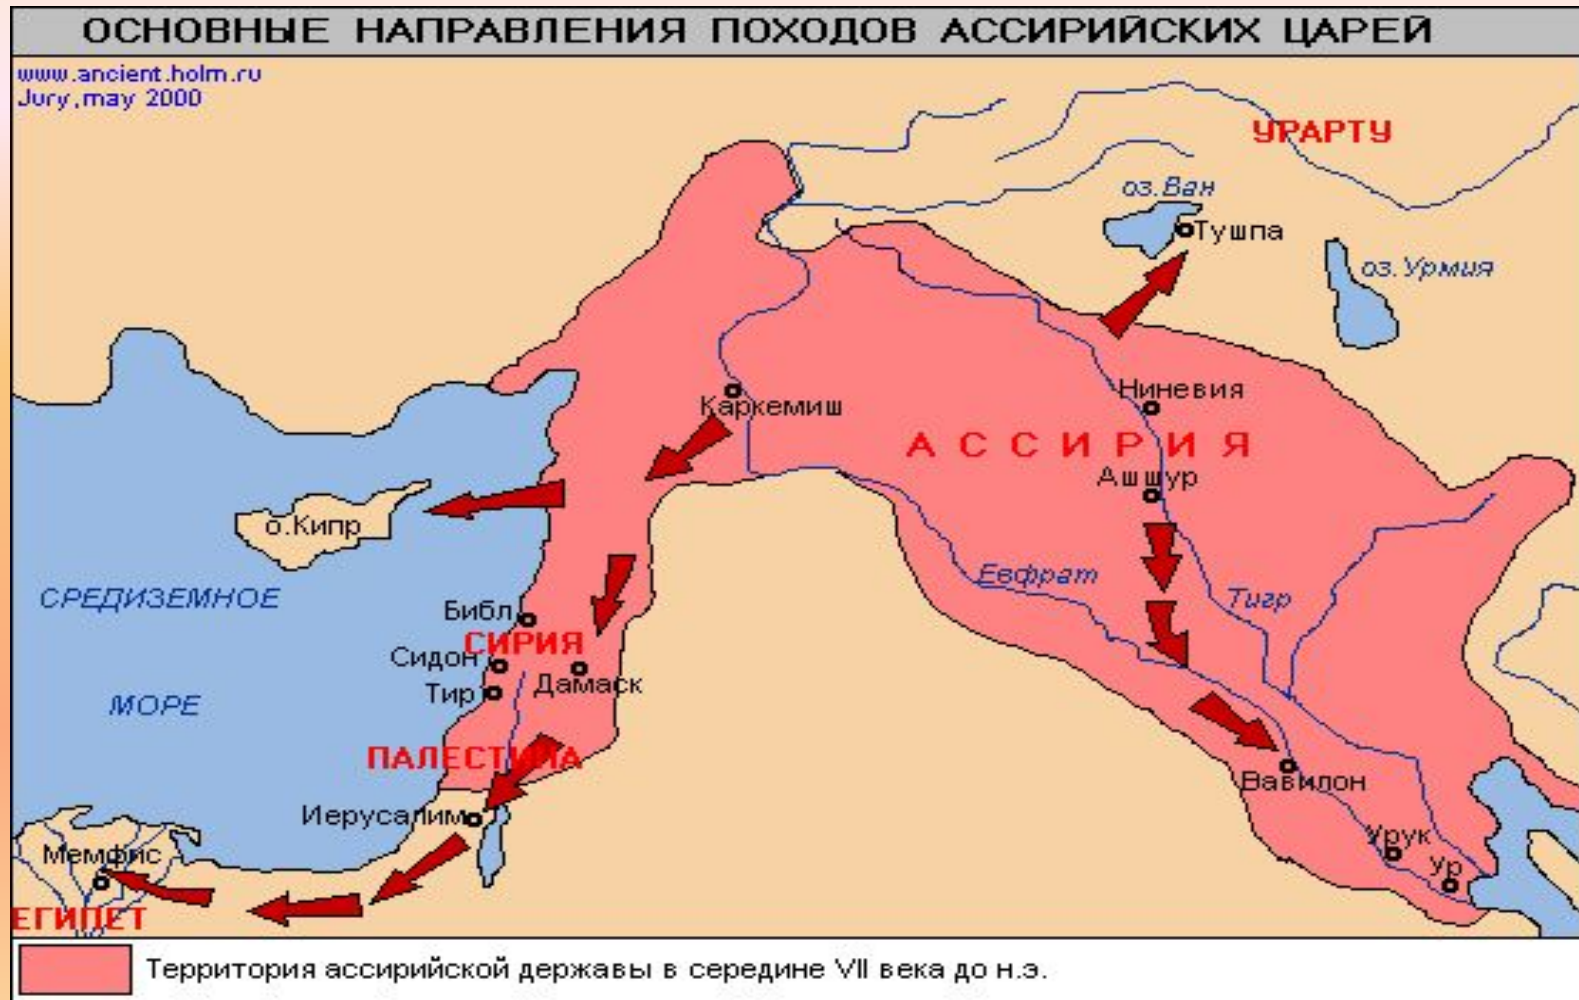 ОСНОВНЫЕ НАПРАВЛЕНИЯ ПОХОДОВ АССИРИЙСКИХ ЦАРЕЙ
www.ancient.holm.ru
Jury,may 2000
УРАРТУ
оз.Ван
Тушпа
оз.Урмия
Каркемиш
Ниневия
АССИРИЯ
Ашшур
о.Кипр
Евфрат
Тигр
СРЕДИЗЕМНОЕ
МОРЕ
Библ
СИРИЯ
Сидон
Дамаск
Тир
ПАЛЕСТИНА
Вавилон
Иерусалим
Урук
Ур
Мемфис
ЕГИПЕТ
Территория ассирийской державы в середине VII века до н.э.